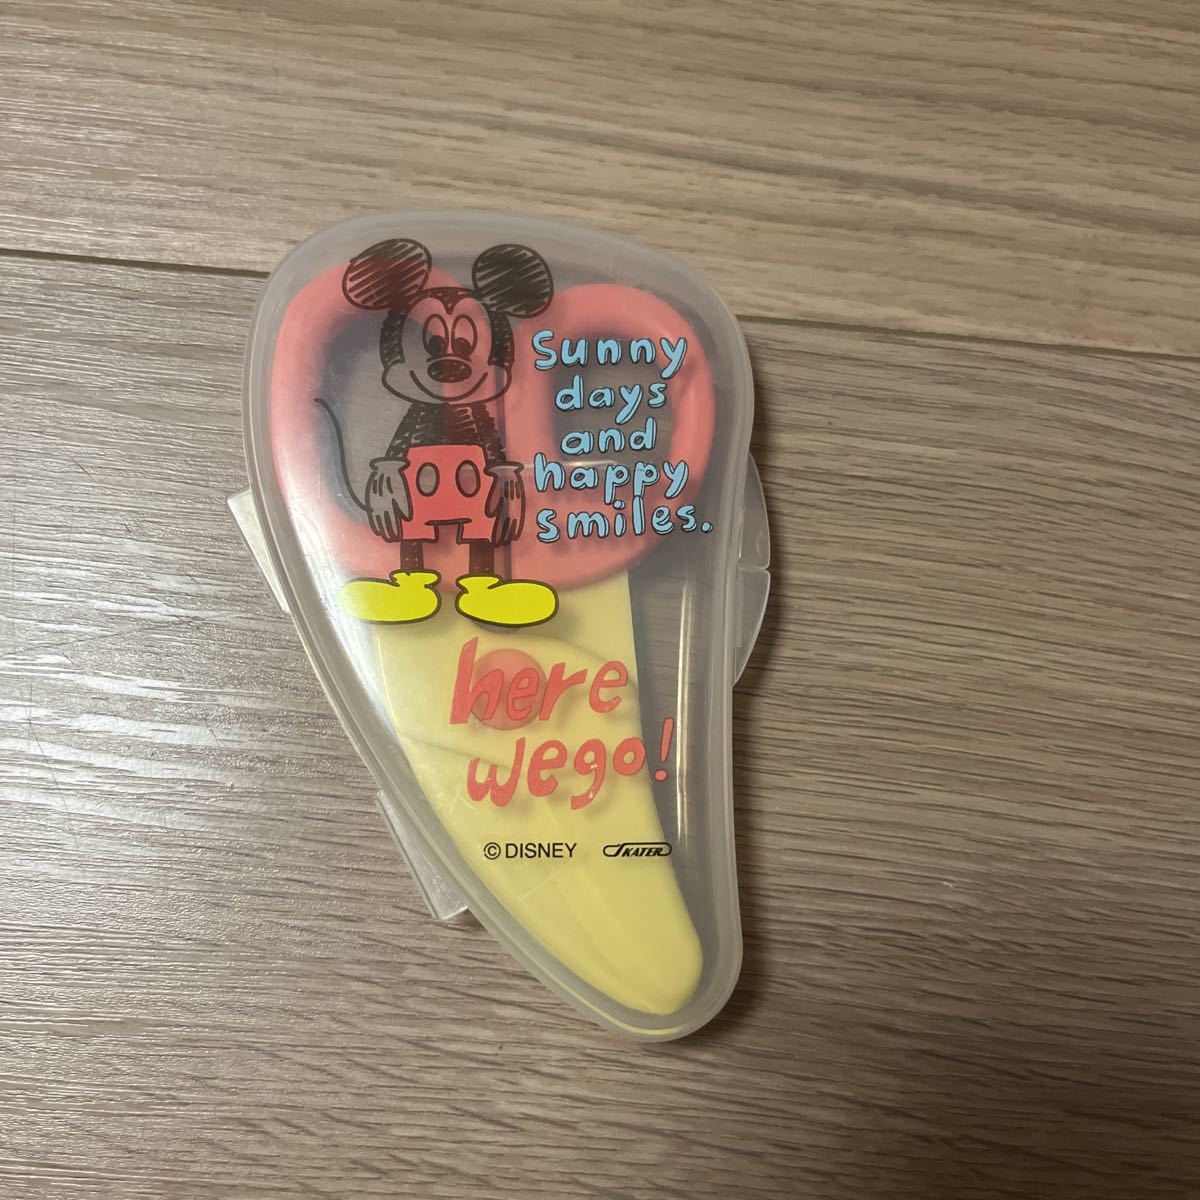 Sunny
days
and
happy
smiles.
here
wego!
©DISNEY SKATER